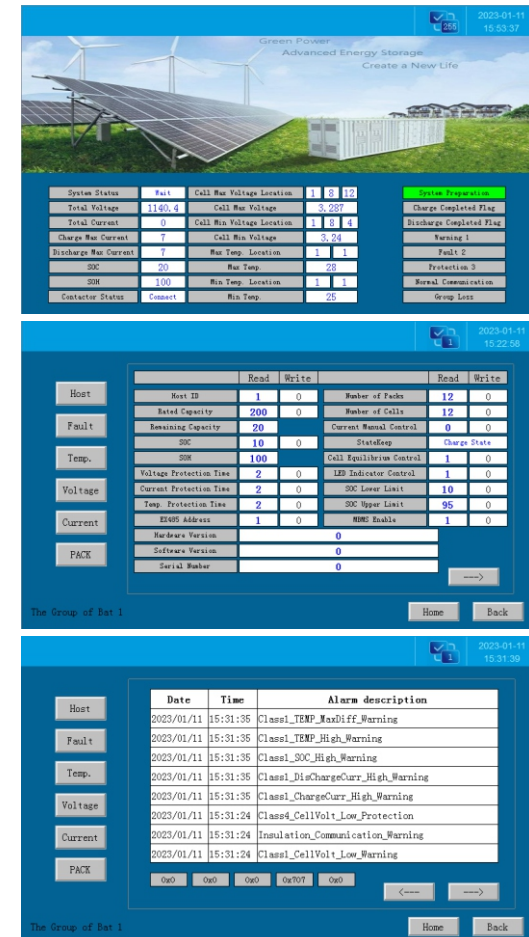 2023-01-11
255
15:53:37
Green Power
Advanced Energy Storage
Create a New Life
System Status Wait Cell Max Voltage Location 1 8 12 System Preparation
Total Voltage 1140.4 Cell Max Voltage 3.287 Charge Completed Flag
Total Current 0 Cell Min Voltage Location 1 8 4 Discharge Completed Flag
Charge Max Current 7 Cell Min Voltage 3.24 Warning 1
Discharge Max Current 7 Max Temp. Location 1 1 Fault 2
SOC 20 Max Temp. 28 Protection 3
SOH 100 Min Temp. Location 1 1 Normal Communication
Contactor Status Connect Min Temp. 25 Group Loss
2023-01-11
1
15:22:58
Read Write Read Write
Host
Host ID 1 0 Number of Packs 12 0
Rated Capacity 200 0 Number of Cells 12 0
Fault
Remaining Capacity 20 Current Manual Control 0 0
SOC 10 0 StateKeep Charge State
Temp.
SOH 100 Cell Equilibrium Control 1 0
Voltage Protection Time 2 0 LED Indicator Control 1 0
Voltage
Current Protection Time 2 0 SOC Lower Limit 10 0
Temp. Protection Time 2 0 SOC Upper Limit 95 0
Current
RS485 Address 1 0 MBMS Enable 1 0
Hardware Version 0
PACK
Software Version 0
Serial Number 0
--->
The Group of Bat 1 Home Back
2023-01-11
1
15:31:39
Date Time Alarm description
Host
2023/01/11 15:31:35 Class1_TEMP_MaxDiff_Warning
Fault
2023/01/11 15:31:35 Class1_TEMP_High_Warning
2023/01/11 15:31:35 Class1_SOC_High_Warning
Temp.
2023/01/11 15:31:35 Class1_DisChargeCurr_High_Warning
Voltage
2023/01/11 15:31:35 Class1_ChargeCurr_High_Warning
2023/01/11 15:31:24 Class4_CellVolt_Low_Protection
Current
2023/01/11 15:31:24 Insulation_Communication_Warning
2023/01/11 15:31:24 Class1_CellVolt_Low_Warning
PACK
0x0 0x0 0x0 0x707 0x0
<--- --->
The Group of Bat 1 Home Back